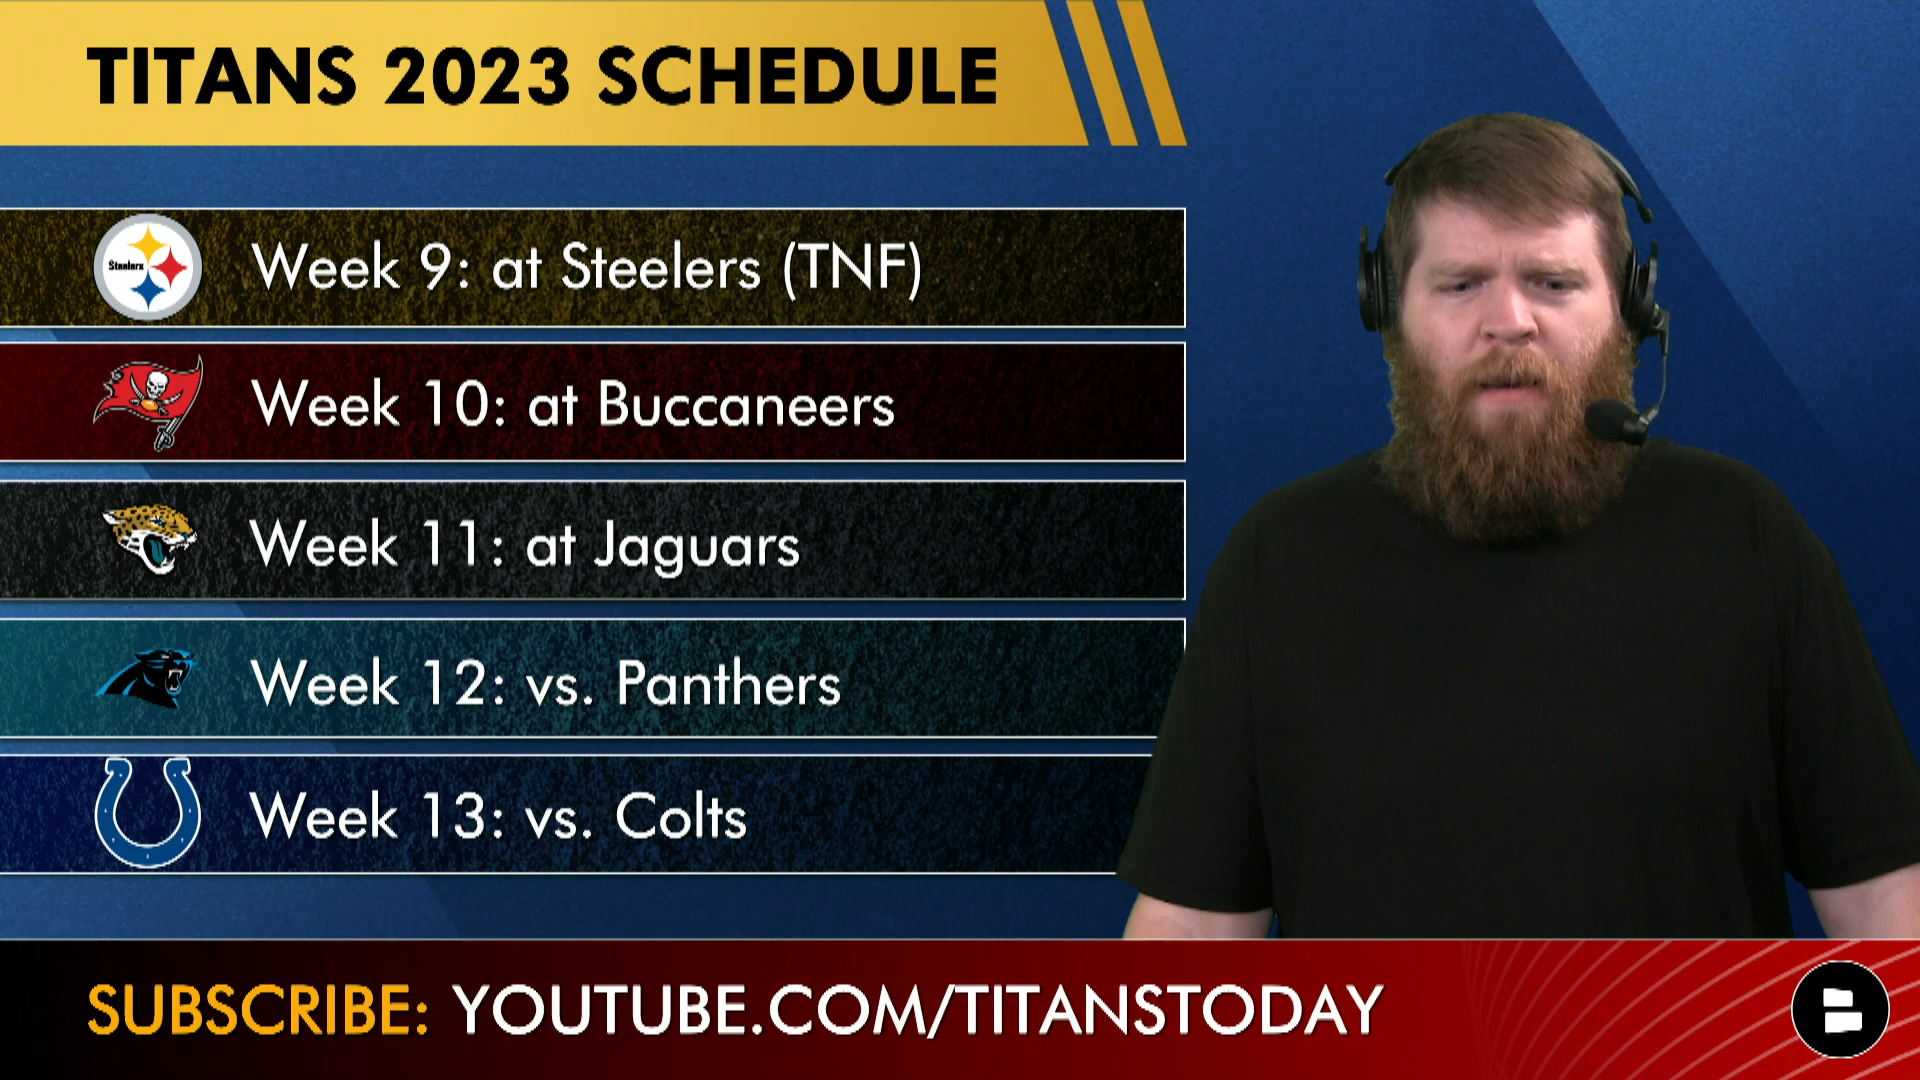 TITANS 2023 SCHEDULE
Steelers
Week 9: at Steelers (TNF)
Week 10: at Buccaneers
Week 11: at Jaguars
Week 12: vs. Panthers
Week 13: vs. Colts
SUBSCRIBE: YOUTUBE.COM/TITANSTODAY